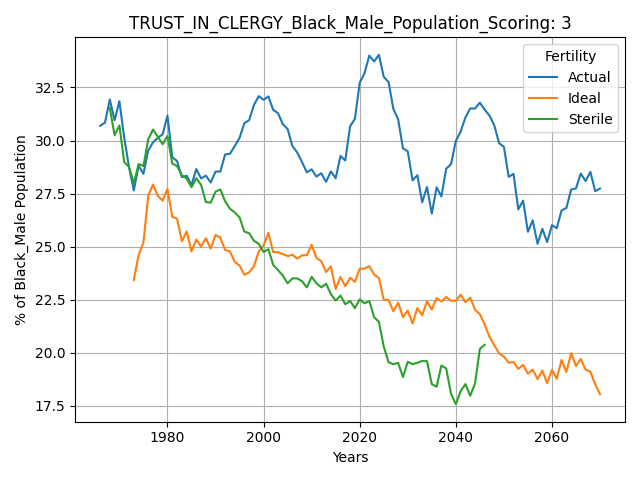 TRUST_IN_CLERGY_Black_Male_Population_Scoring: 3
Fertility
Actual
Ideal
Sterile
% of Black_Male Population
32.5
30.0
27.5
25.0
22.5
20.0
17.5
1980 2000 2020 2040 2060
Years